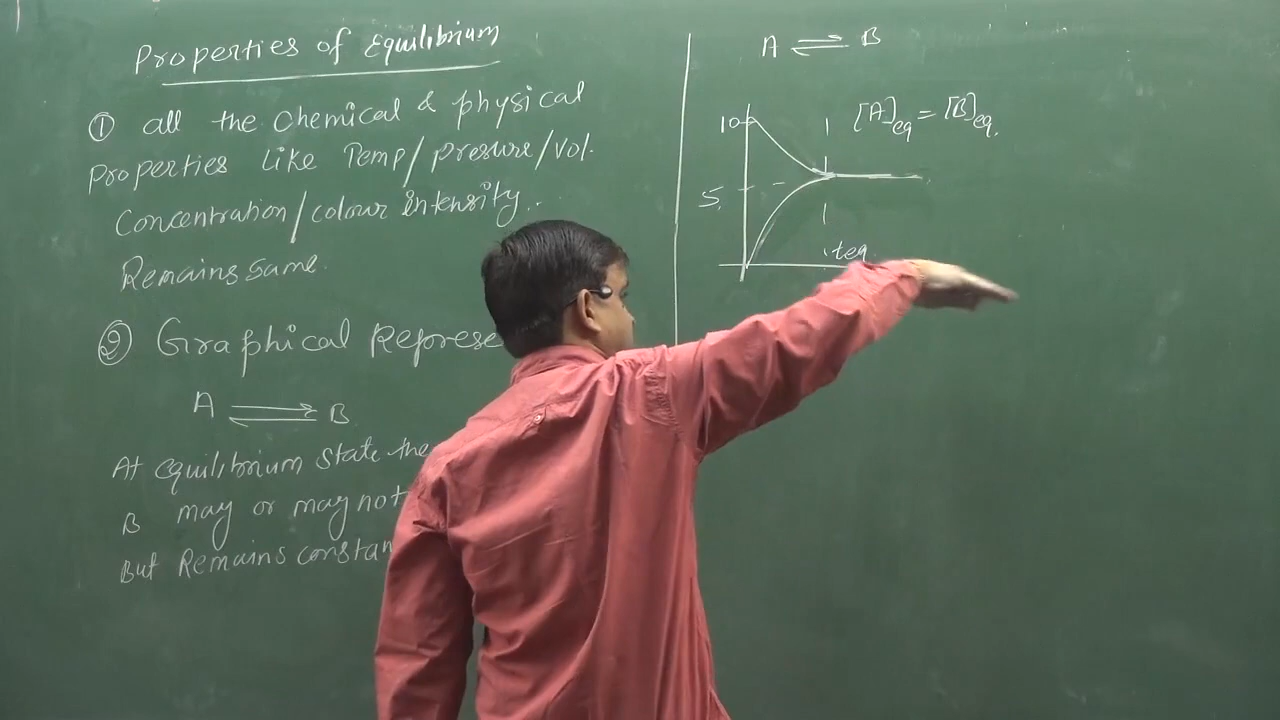 Properties of Equilibrium
① all the chemical & physical
Properties Like Temp/pressure/vol.
Concentration/colour intensity..
Remains same.
② Graphical Represe
A ⇌ B
At equilibrium state the
B may or may not
But Remains constan
A ⇌ B
10
[A]eq = [B]eq.
5
teq